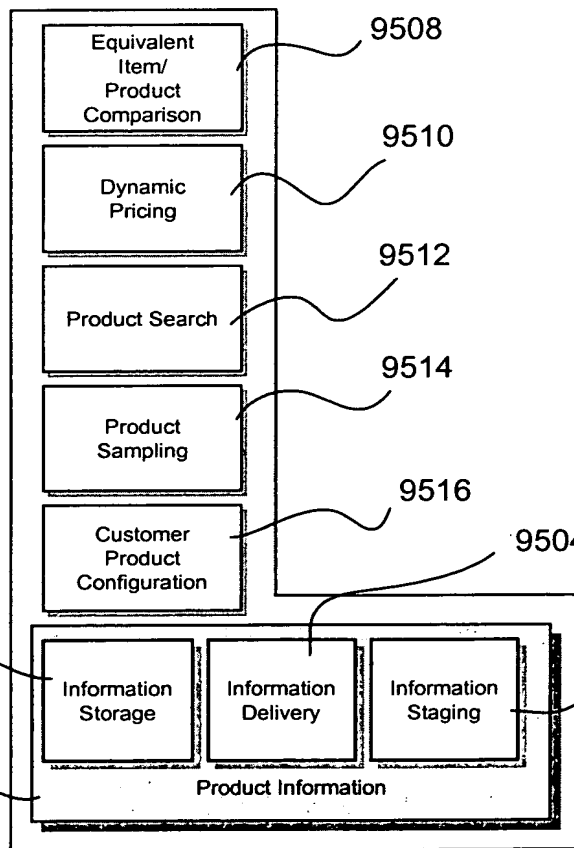 Equivalent
Item/
Product
Comparison
9508
Dynamic
Pricing
9510
Product Search
9512
Product
Sampling
9514
Customer
Product
Configuration
9516
9504
Information
Storage
Information
Delivery
Information
Staging
Product Information